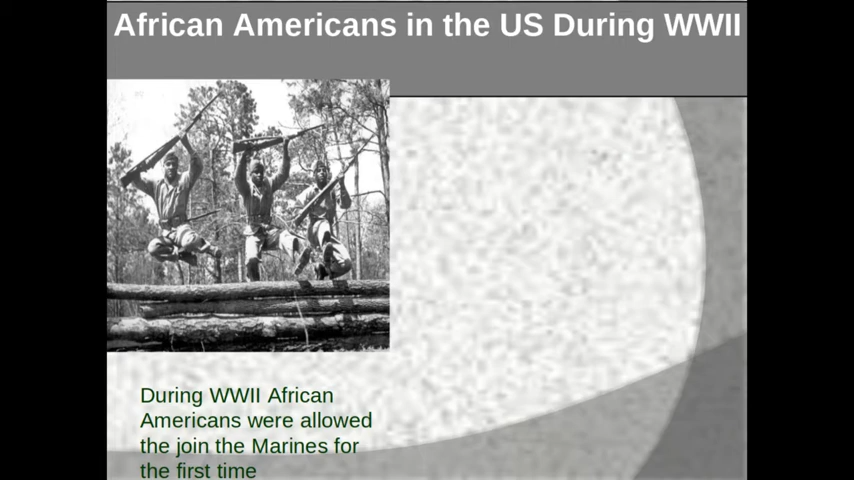 African Americans in the US During WWII
During WWII African
Americans were allowed
the join the Marines for
the first time